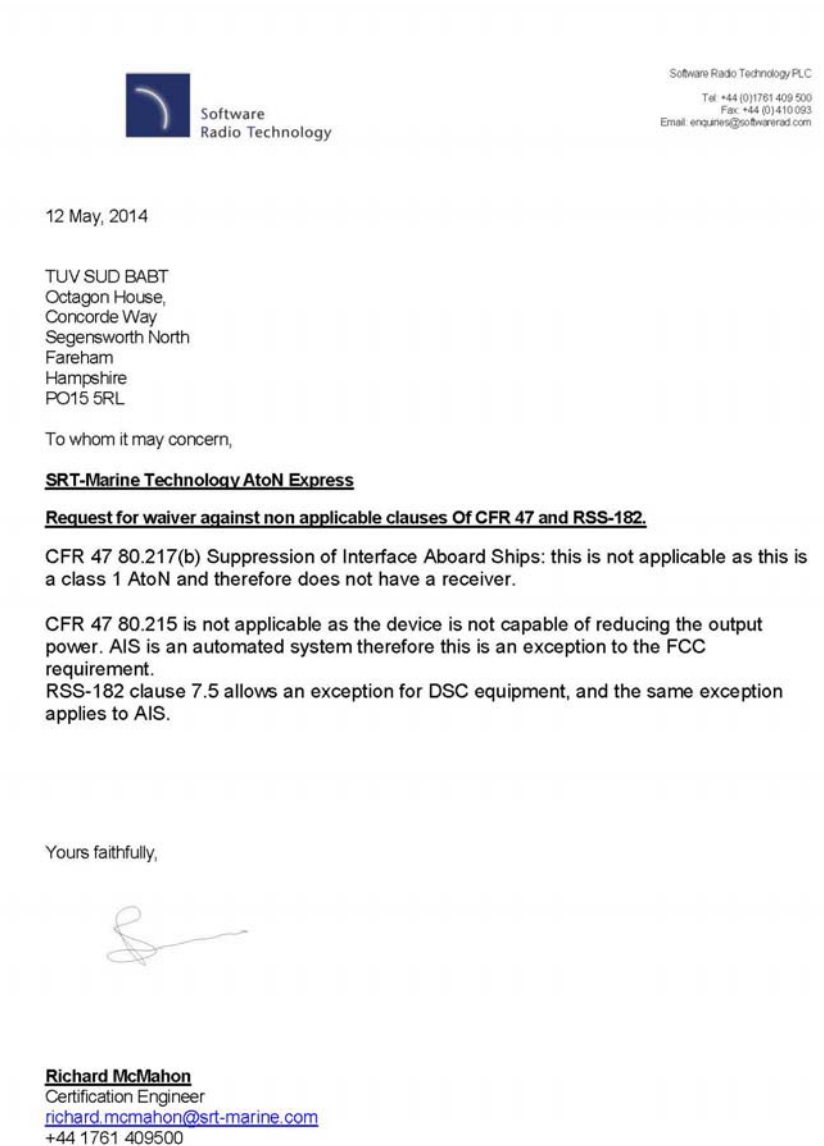 Software Radio Technology PLC
Tel: +44 (0)1761 409 500
Fax: +44 (0) 410 093
Email: enquiries@softwarerad.com
Software
Radio Technology
12 May, 2014
TUV SUD BABT
Octagon House,
Concorde Way
Segensworth North
Fareham
Hampshire
PO15 5RL
To whom it may concern,
SRT-Marine Technology AtoN Express
Request for waiver against non applicable clauses Of CFR 47 and RSS-182.
CFR 47 80.217(b) Suppression of Interface Aboard Ships: this is not applicable as this is
a class 1 AtoN and therefore does not have a receiver.
CFR 47 80.215 is not applicable as the device is not capable of reducing the output
power. AIS is an automated system therefore this is an exception to the FCC
requirement.
RSS-182 clause 7.5 allows an exception for DSC equipment, and the same exception
applies to AIS.
Yours faithfully,
Richard McMahon
Certification Engineer
richard.mcmahon@srt-marine.com
+44 1761 409500